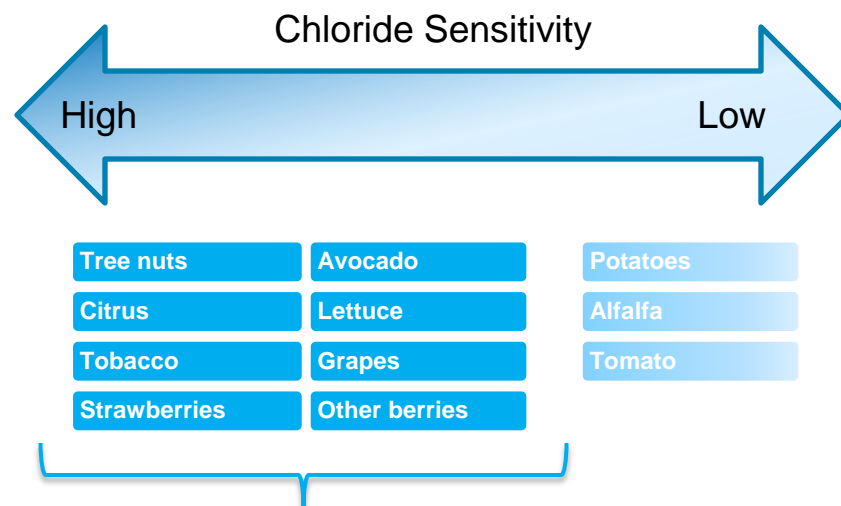 Chloride Sensitivity
High Low
Tree nuts Avocado Potatoes
Citrus Lettuce Alfalfa
Tobacco Grapes Tomato
Strawberries Other berries